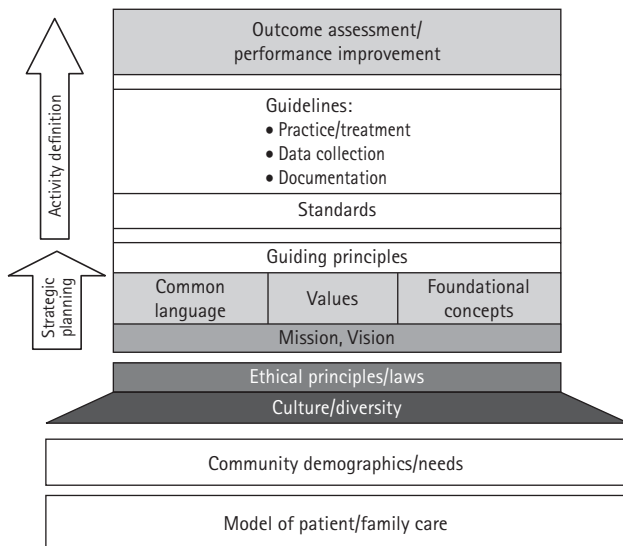 Outcome assessment/
performance improvement
Guidelines:
• Practice/treatment
• Data collection
• Documentation
Standards
Guiding principles
Common
language
Values
Foundational
concepts
Mission, Vision
Ethical principles/laws
Culture/diversity
Community demographics/needs
Model of patient/family care
Activity definition
Strategic
planning